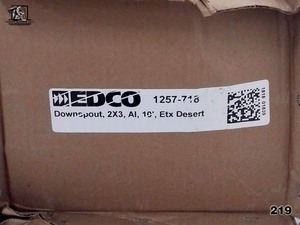 EDCO 1257-718
Downspout, 2X3, Al, 10', Etx Desert
219